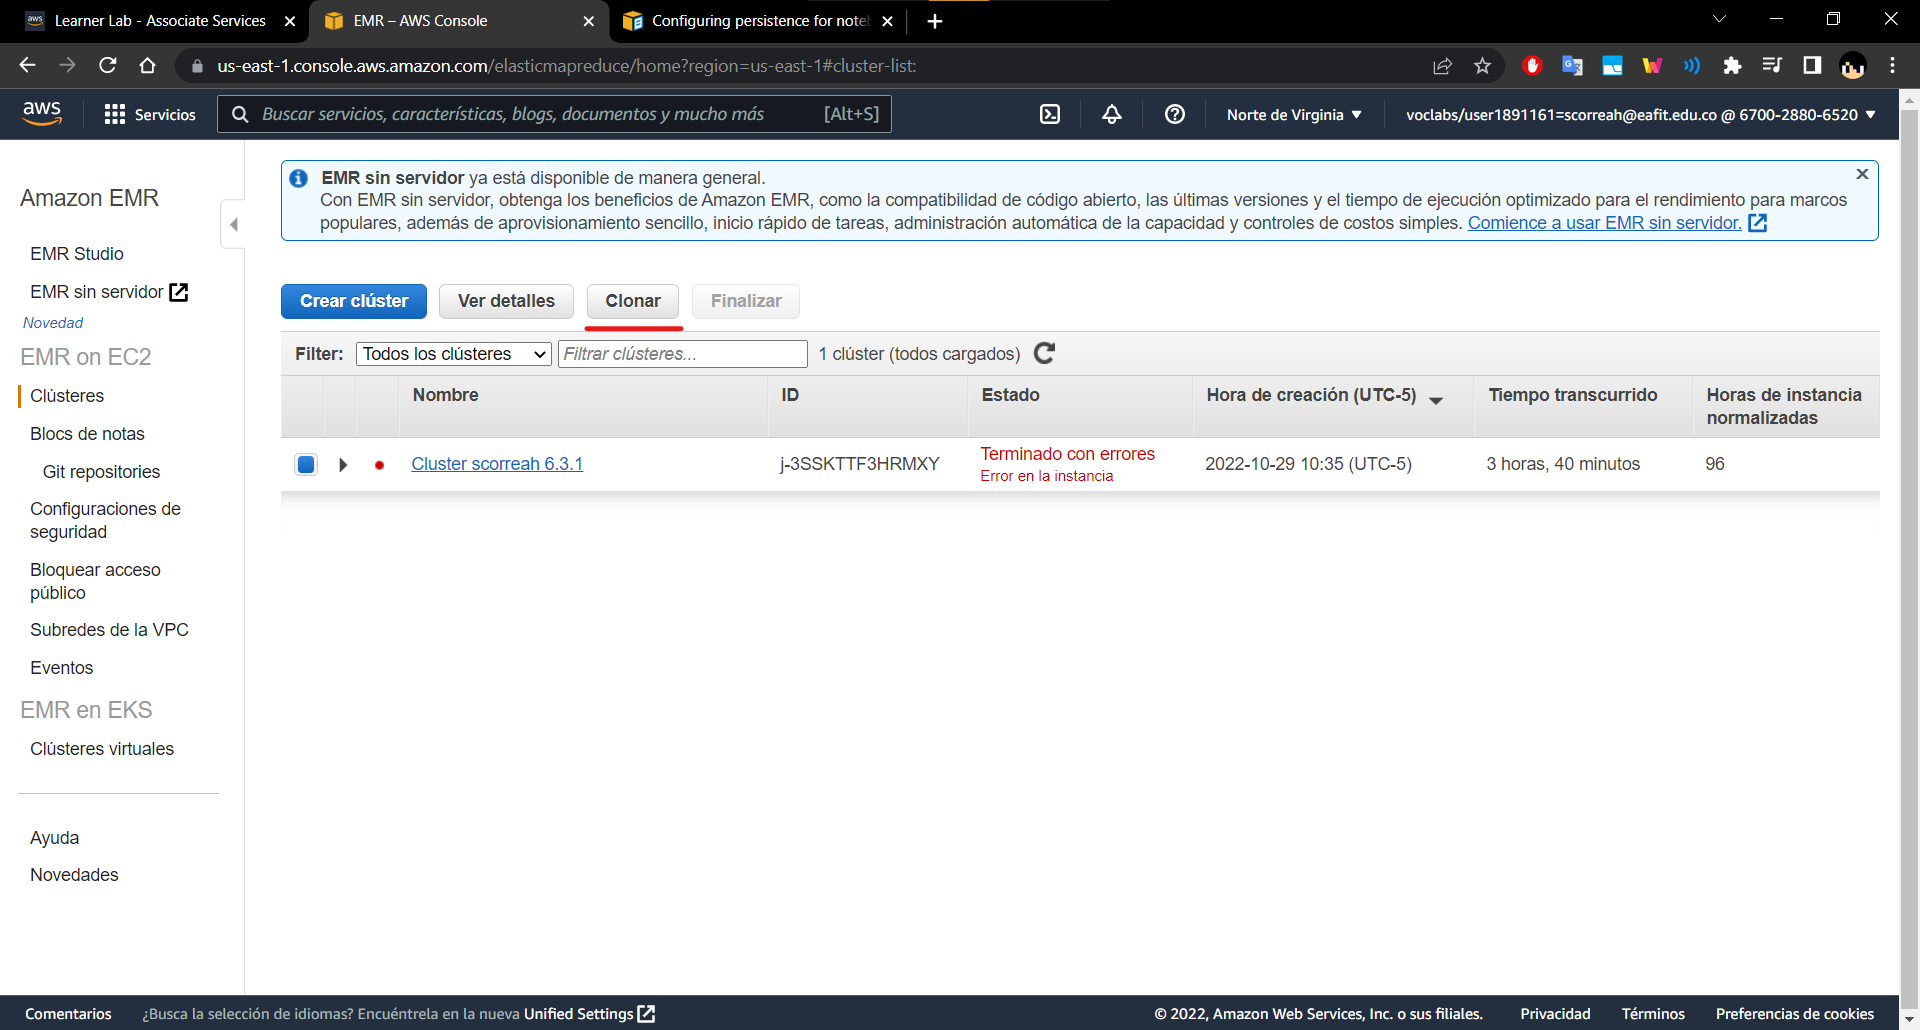 Learner Lab - Associate Services
EMR – AWS Console
Configuring persistence for note
us-east-1.console.aws.amazon.com/elasticmapreduce/home?region=us-east-1#cluster-list:
aws
Servicios
Buscar servicios, características, blogs, documentos y mucho más
[Alt+S]
Norte de Virginia
voclabs/user1891161=scorreah@eafit.edu.co @ 6700-2880-6520
Amazon EMR
EMR Studio
EMR sin servidor
Novedad
EMR on EC2
Clústeres
Blocs de notas
Git repositories
Configuraciones de
seguridad
Bloquear acceso
público
Subredes de la VPC
Eventos
EMR en EKS
Clústeres virtuales
Ayuda
Novedades
EMR sin servidor ya está disponible de manera general.
Con EMR sin servidor, obtenga los beneficios de Amazon EMR, como la compatibilidad de código abierto, las últimas versiones y el tiempo de ejecución optimizado para el rendimiento para marcos
populares, además de aprovisionamiento sencillo, inicio rápido de tareas, administración automática de la capacidad y controles de costos simples. Comience a usar EMR sin servidor.
Crear clúster
Ver detalles
Clonar
Finalizar
Filter: Todos los clústeres Filtrar clústeres... 1 clúster (todos cargados)
Nombre
ID
Estado
Hora de creación (UTC-5)
Tiempo transcurrido
Horas de instancia
normalizadas
Cluster scorreah 6.3.1
j-3SSKTTF3HRMXY
Terminado con errores
Error en la instancia
2022-10-29 10:35 (UTC-5)
3 horas, 40 minutos
96
Comentarios
¿Busca la selección de idiomas? Encuéntrela en la nueva Unified Settings
© 2022, Amazon Web Services, Inc. o sus filiales.
Privacidad
Términos
Preferencias de cookies